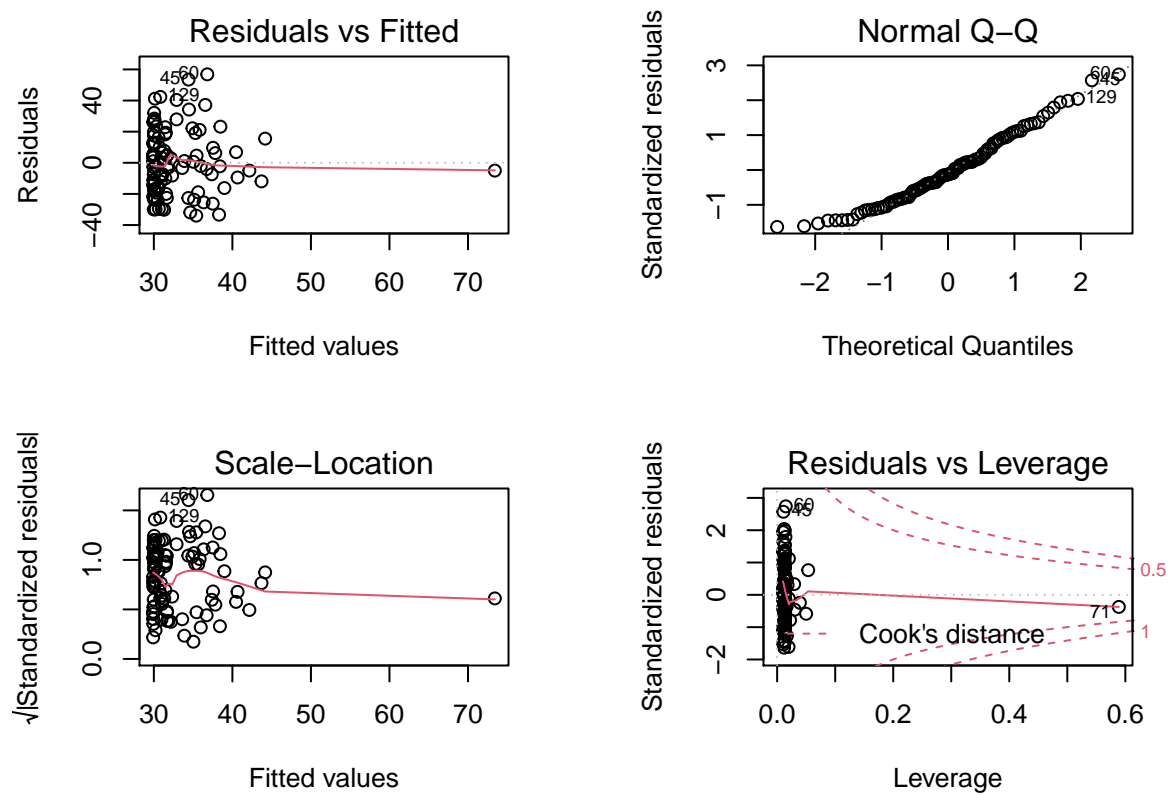 Residuals vs Fitted
Residuals
−40 0 40
45 60
129
30 40 50 60 70
Fitted values
Normal Q−Q
Standardized residuals
−1 1 3
60 45
129
−2 −1 0 1 2
Theoretical Quantiles
Scale−Location
√|Standardized residuals|
0.0 1.0
45 60
129
30 40 50 60 70
Fitted values
Residuals vs Leverage
Standardized residuals
−2 0 2
60
45
0.5
71
1
Cook's distance
0.0 0.2 0.4 0.6
Leverage